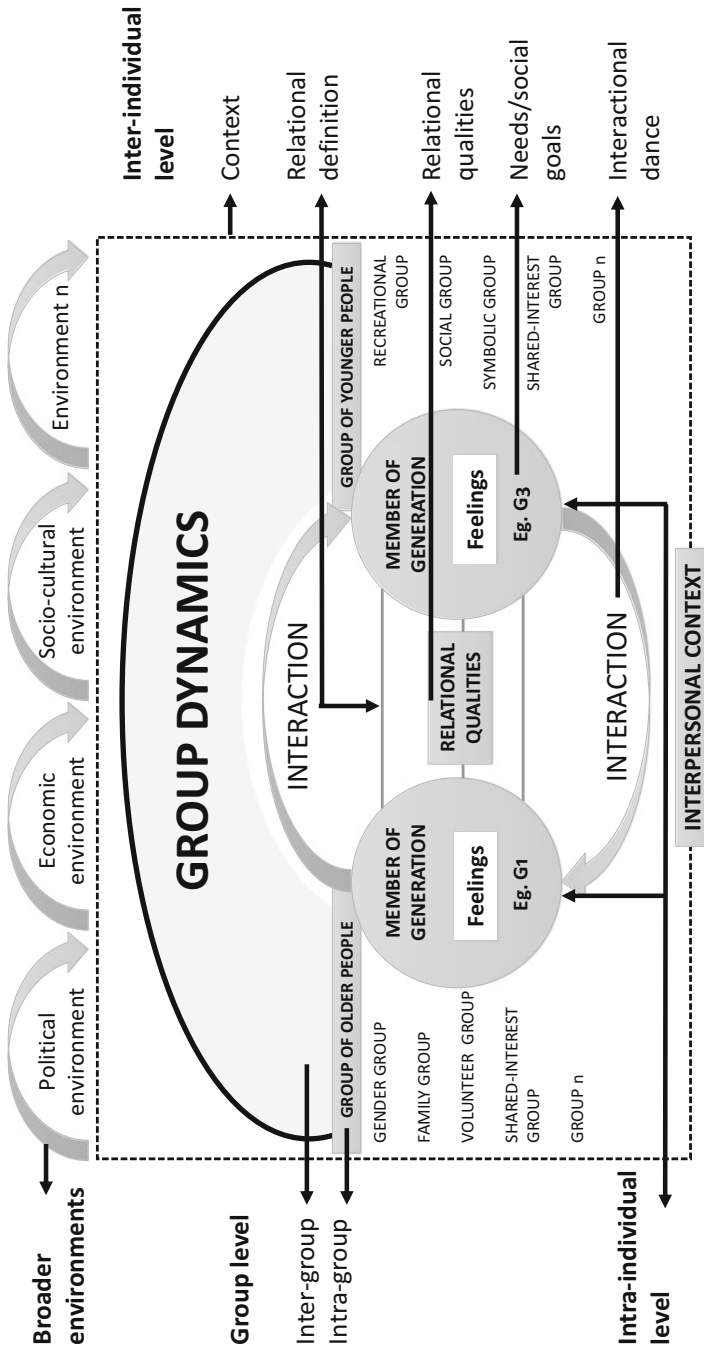 Broader
environments
Political
environment
Economic
environment
Socio-cultural
environment
Environment n
Inter-individual
level
Context
Relational
definition
Relational
qualities
Needs/social
goals
Interactional
dance
Group level
Inter-group
Intra-group
Intra-individual
level
GROUP DYNAMICS
GROUP OF OLDER PEOPLE
GENDER GROUP
FAMILY GROUP
VOLUNTEER GROUP
SHARED-INTEREST
GROUP
GROUP n
INTERACTION
MEMBER OF
GENERATION
Feelings
Eg. G1
RELATIONAL
QUALITIES
MEMBER OF
GENERATION
Feelings
Eg. G3
INTERACTION
GROUP OF YOUNGER PEOPLE
RECREATIONAL
GROUP
SOCIAL GROUP
SYMBOLIC GROUP
SHARED-INTEREST
GROUP
GROUP n
INTERPERSONAL CONTEXT